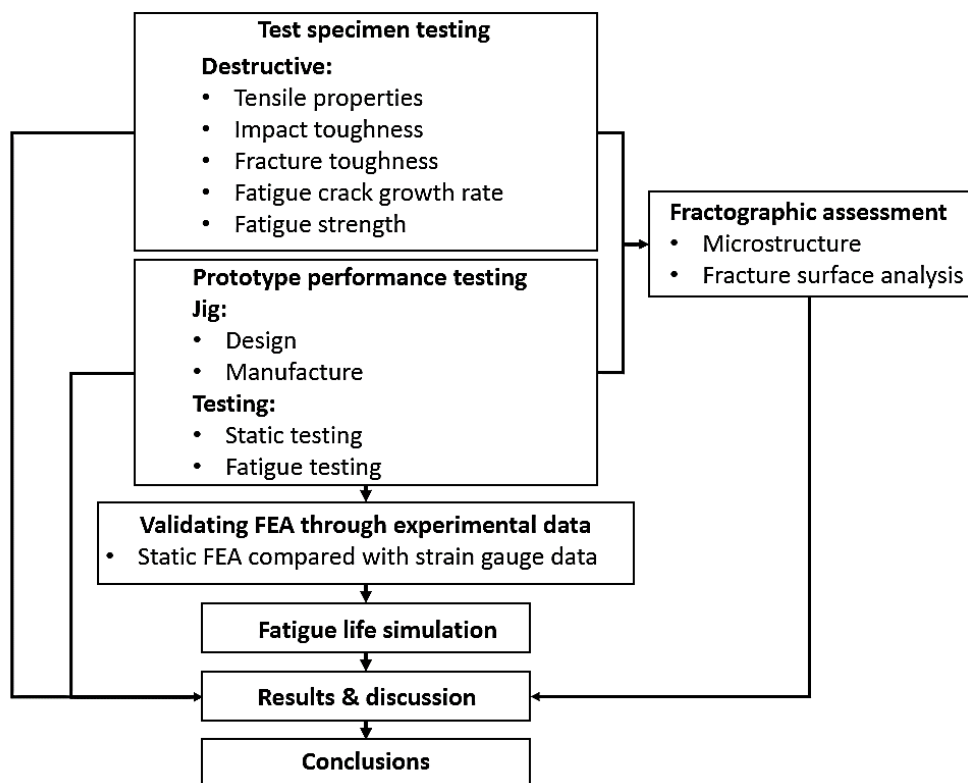 Test specimen testing
Destructive:
• Tensile properties
• Impact toughness
• Fracture toughness
• Fatigue crack growth rate
• Fatigue strength
Prototype performance testing
Jig:
• Design
• Manufacture
Testing:
• Static testing
• Fatigue testing
Fractographic assessment
• Microstructure
• Fracture surface analysis
Validating FEA through experimental data
• Static FEA compared with strain gauge data
Fatigue life simulation
Results & discussion
Conclusions